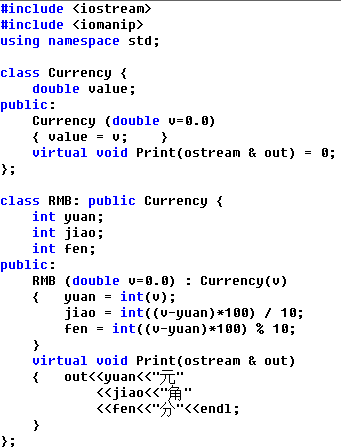 #include <iostream>
#include <iomanip>
using namespace std;

class Currency {
    double value;
public:
    Currency (double v=0.0)
    { value = v;    }
    virtual void Print(ostream & out) = 0;
};

class RMB: public Currency {
    int yuan;
    int jiao;
    int fen;
public:
    RMB (double v=0.0) : Currency(v)
    {   yuan = int(v);
        jiao = int((v-yuan)*100) / 10;
        fen = int((v-yuan)*100) % 10;
    }
    virtual void Print(ostream & out)
    {   out<<yuan<<"元"
            <<jiao<<"角"
            <<fen<<"分"<<endl;
    }
};